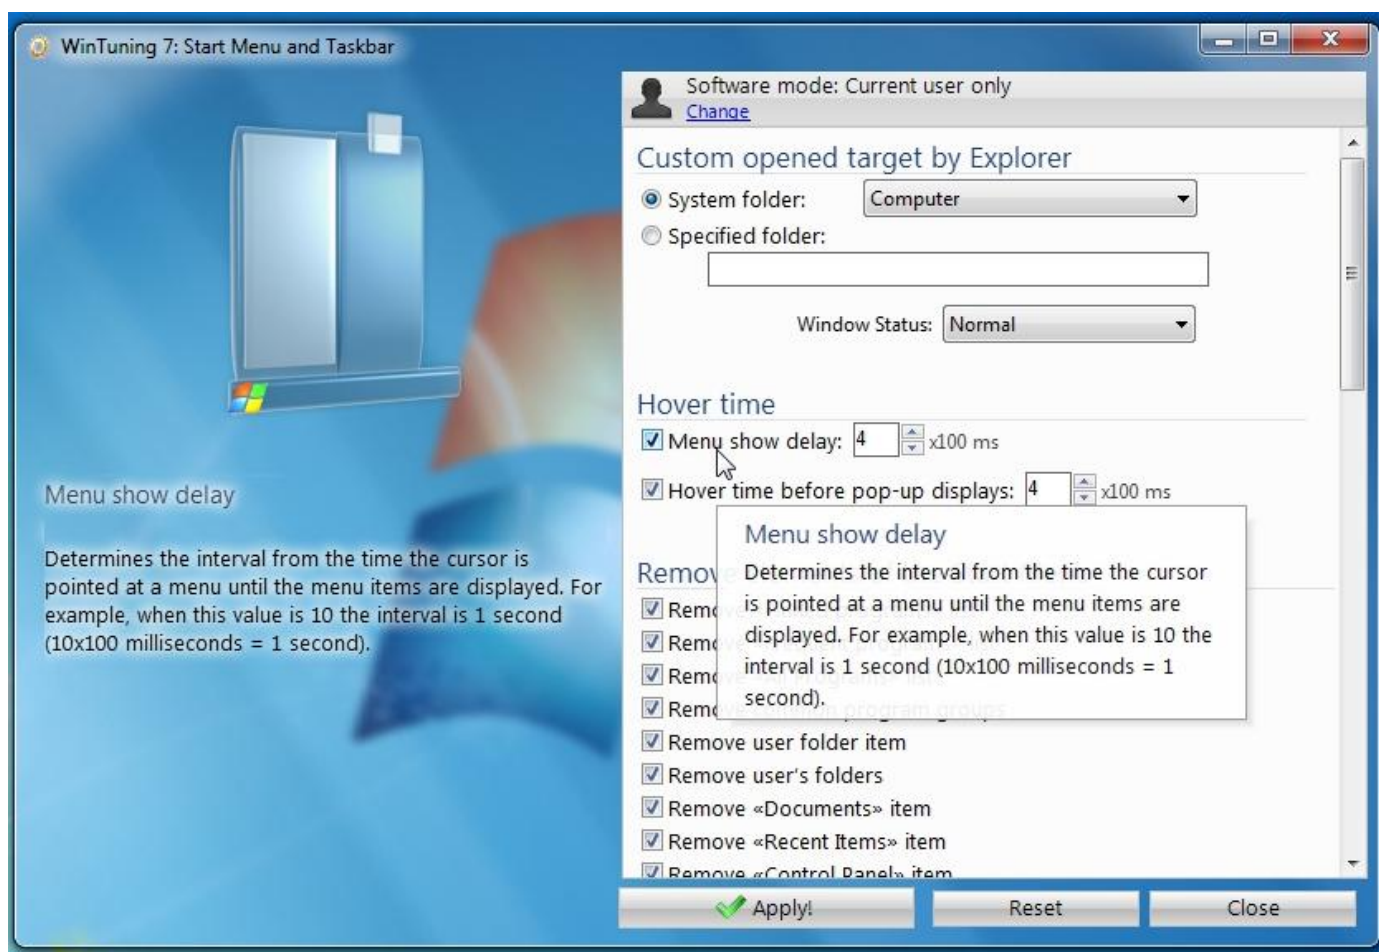 WinTuning 7: Start Menu and Taskbar
Software mode: Current user only
Change
Custom opened target by Explorer
System folder: Computer
Specified folder:
Window Status: Normal
Hover time
Menu show delay: 4 x100 ms
Hover time before pop-up displays: 4 x100 ms
Menu show delay
Determines the interval from the time the cursor is
pointed at a menu until the menu items are displayed. For
example, when this value is 10 the interval is 1 second
(10x100 milliseconds = 1 second).
Menu show delay
Determines the interval from the time the cursor
is pointed at a menu until the menu items are
displayed. For example, when this value is 10 the
interval is 1 second (10x100 milliseconds = 1
second).
Remove user folder item
Remove user's folders
Remove «Documents» item
Remove «Recent Items» item
Remove «Control Panel» item
Apply!
Reset
Close